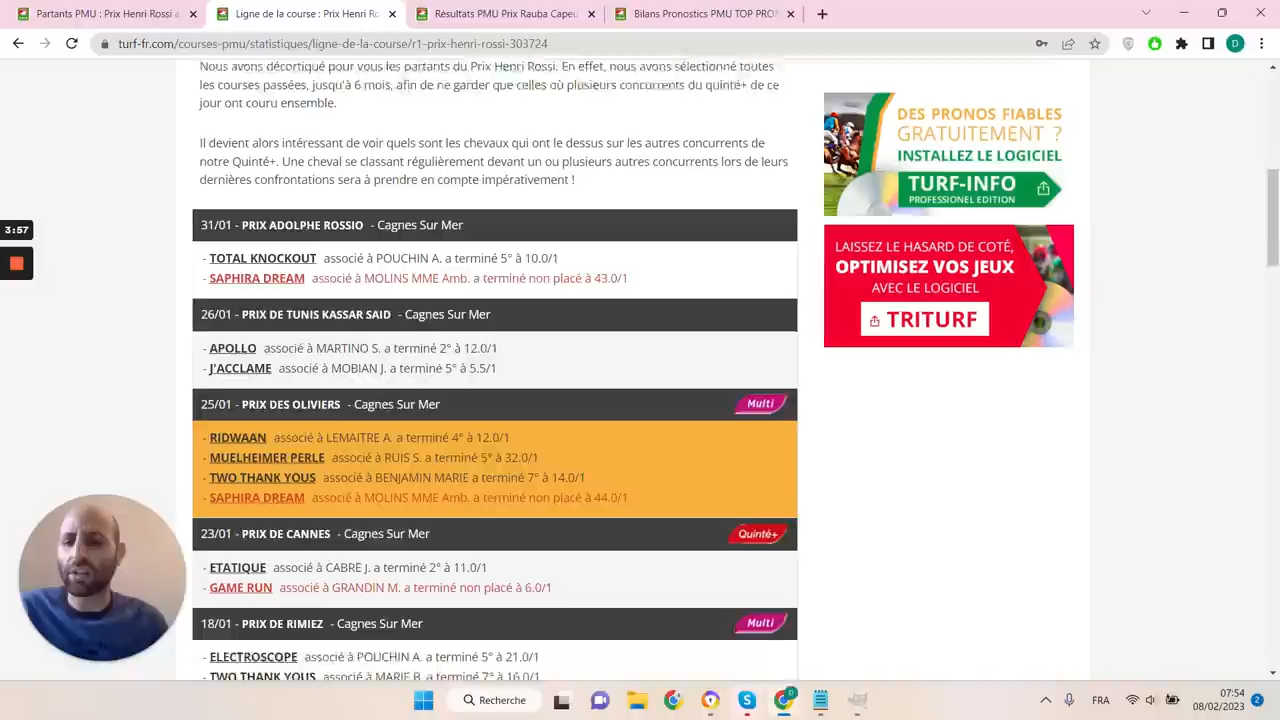 Partants PMU : Prix Henri Rossi a
Ligne de course : Prix Henri Ro
Résultats PMU Prix Rauba Capeu
Bilans Pronostics PMU TOP PRON
turf-fr.com/courses-pmu/statistiques/la-ligne-de-course/r1-prix-henri-rossi-303724
Nous avons décortiqué pour vous les partants du Prix Henri Rossi. En effet, nous avons sélectionné toutes
les courses passées, jusqu'à 6 mois, afin de ne garder que celles où plusieurs concurrents du quinté+ de ce
jour ont couru ensemble.
Il devient alors intéressant de voir quels sont les chevaux qui ont le dessus sur les autres concurrents de
notre Quinté+. Une cheval se classant régulièrement devant un ou plusieurs autres concurrents lors de leurs
dernières confrontations sera à prendre en compte impérativement !
31/01 - PRIX ADOLPHE ROSSIO - Cagnes Sur Mer
- TOTAL KNOCKOUT associé à POUCHIN A. a terminé 5° à 10.0/1
- SAPHIRA DREAM associé à MOLINS MME Amb. a terminé non placé à 43.0/1
26/01 - PRIX DE TUNIS KASSAR SAID - Cagnes Sur Mer
- APOLLO associé à MARTINO S. a terminé 2° à 12.0/1
- J'ACCLAME associé à MOBIAN J. a terminé 5° à 5.5/1
25/01 - PRIX DES OLIVIERS - Cagnes Sur Mer Multi
- RIDWAAN associé à LEMAITRE A. a terminé 4° à 12.0/1
- MUELHEIMER PERLE associé à RUIS S. a terminé 5° à 32.0/1
- TWO THANK YOUS associé à BENJAMIN MARIE a terminé 7° à 14.0/1
- SAPHIRA DREAM associé à MOLINS MME Amb. a terminé non placé à 44.0/1
23/01 - PRIX DE CANNES - Cagnes Sur Mer Quinté+
- ETATIQUE associé à CABRE J. a terminé 2° à 11.0/1
- GAME RUN associé à GRANDIN M. a terminé non placé à 6.0/1
18/01 - PRIX DE RIMIEZ - Cagnes Sur Mer Multi
- ELECTROSCOPE associé à POUCHIN A. a terminé 5° à 21.0/1
- TWO THANK YOUS associé à MARIE B. a terminé 7° à 16.0/1
DES PRONOS FIABLES
GRATUITEMENT ?
INSTALLEZ LE LOGICIEL
TURF-INFO
PROFESSIONEL EDITION
LAISSEZ LE HASARD DE COTÉ,
OPTIMISEZ VOS JEUX
AVEC LE LOGICIEL
TRITURF
3:57
Recherche
FRA
07:54
08/02/2023